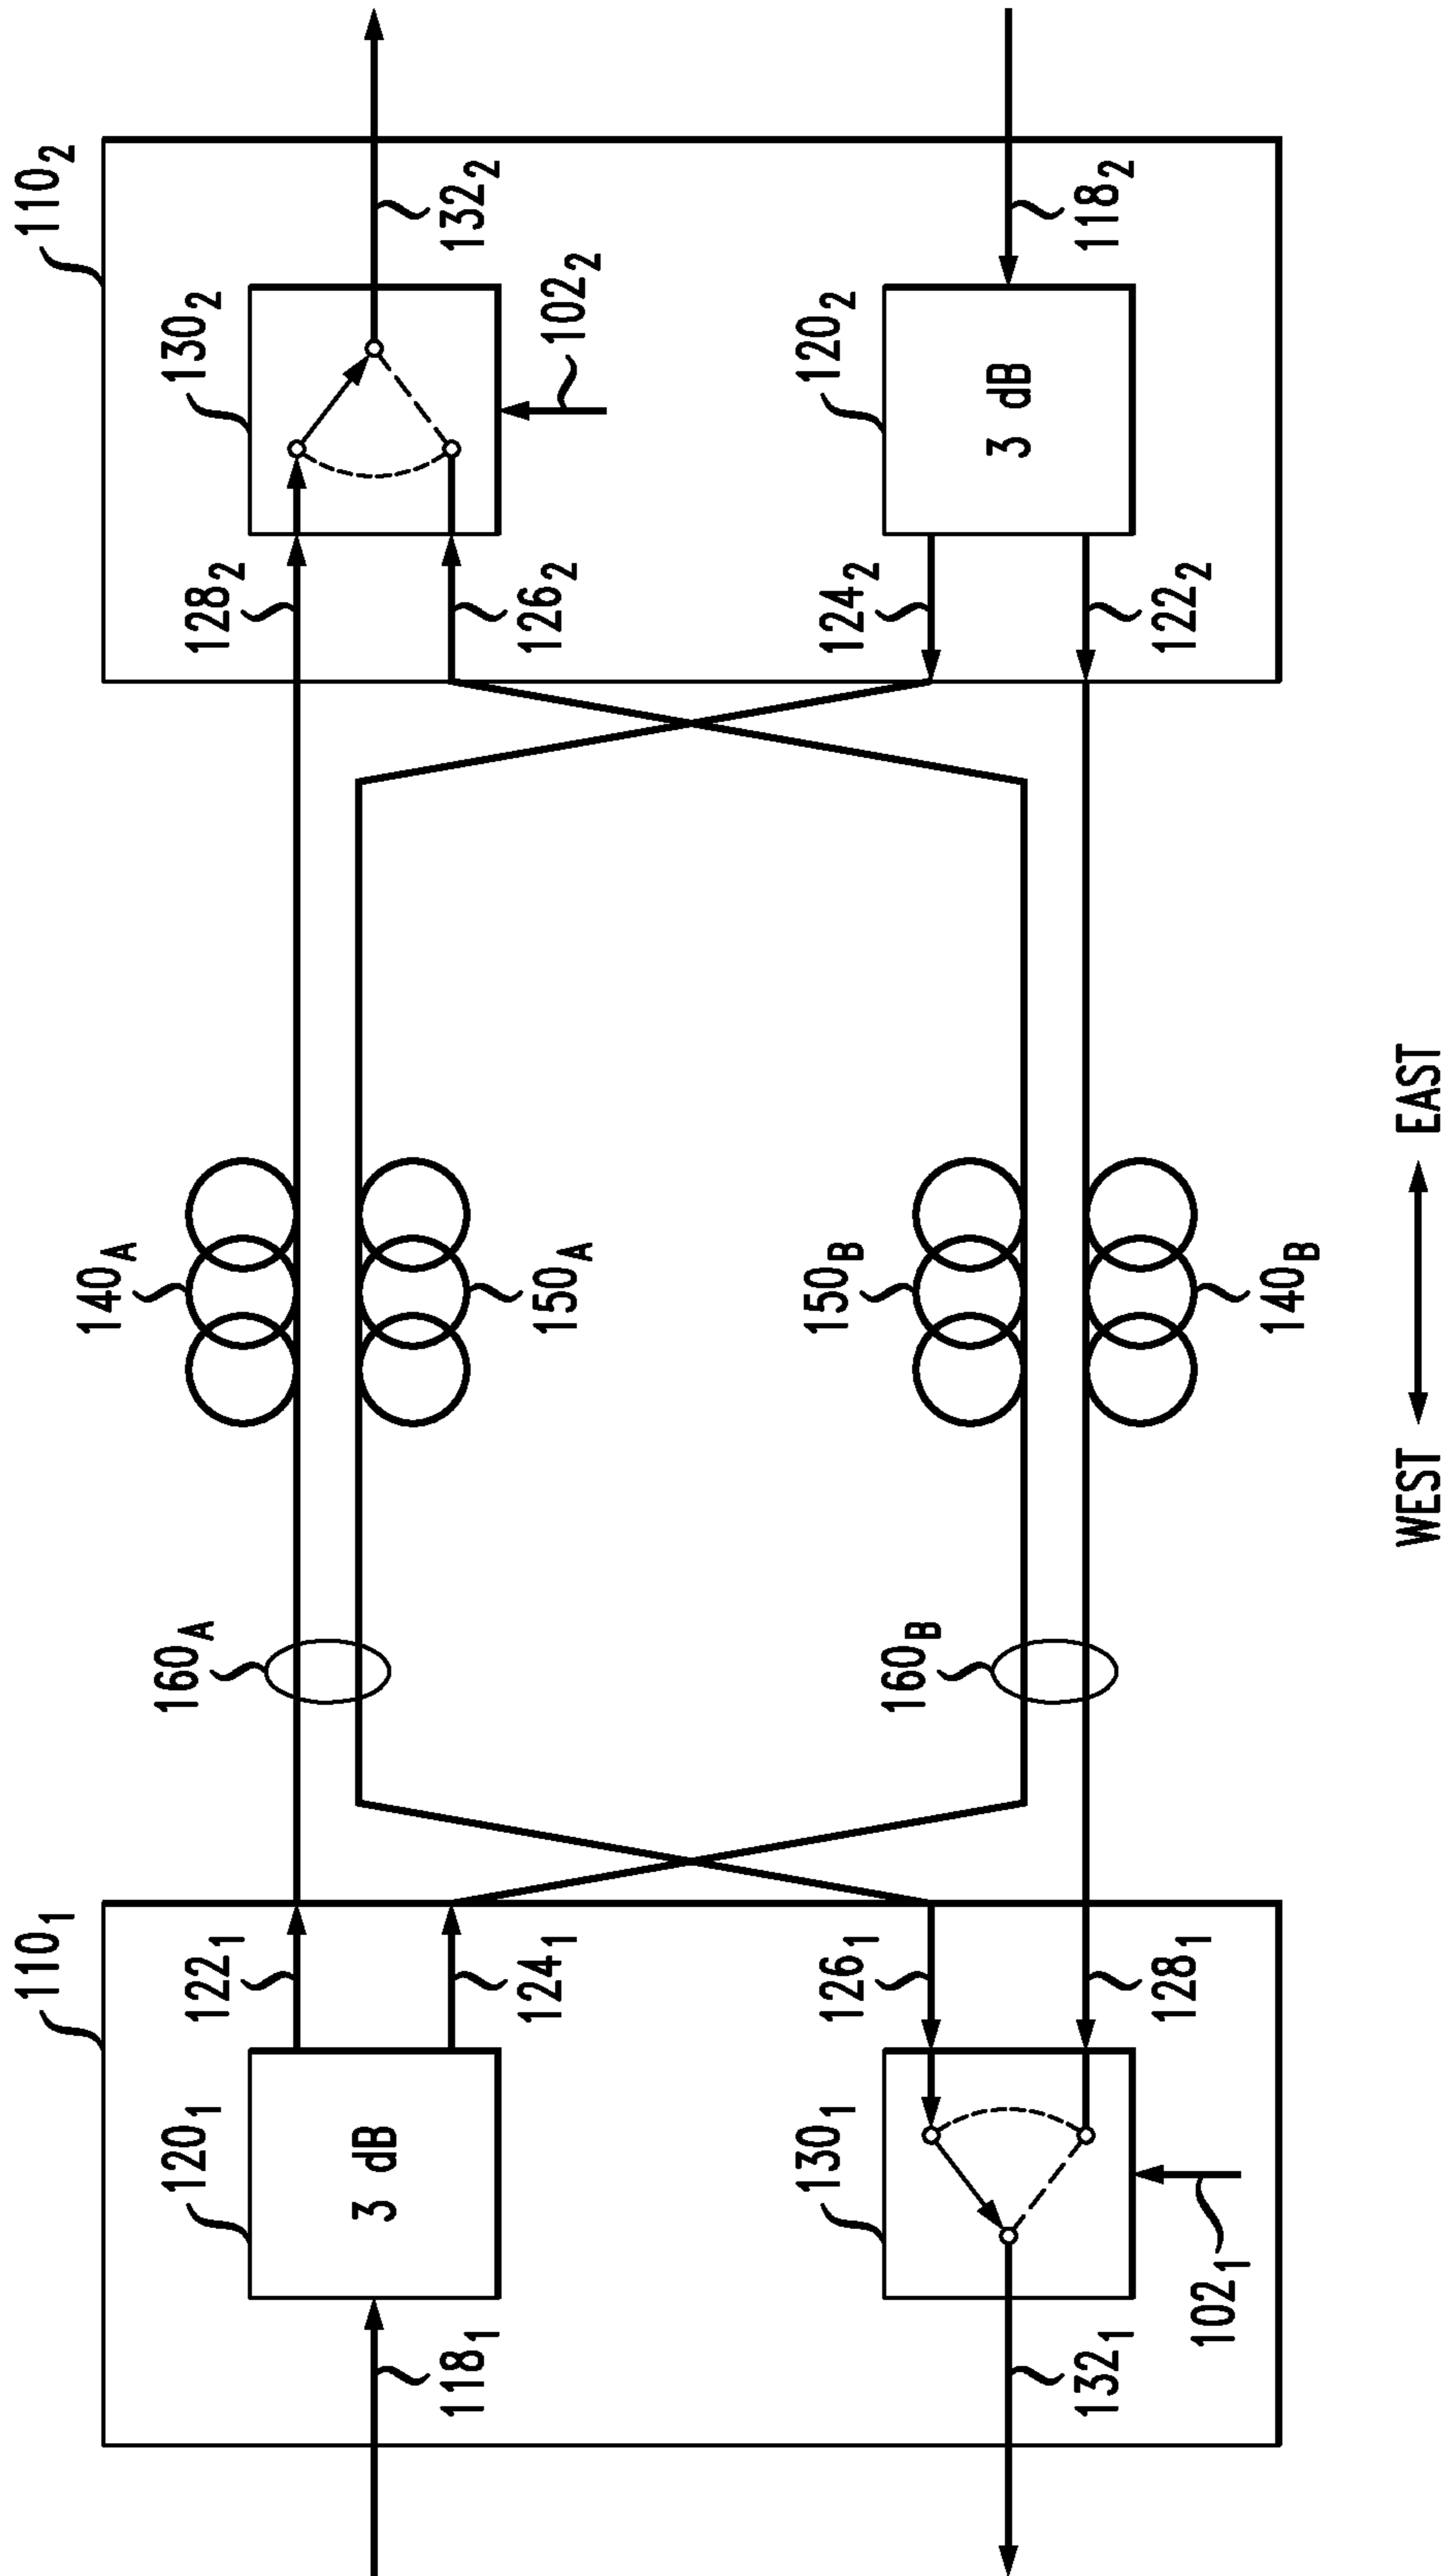 110₁
120₁
3 dB
118₁
122₁
124₁
130₁
132₁
102₁
126₁
128₁
160A
160B
140A
150A
150B
140B
110₂
130₂
132₂
102₂
128₂
126₂
120₂
3 dB
118₂
124₂
122₂
WEST EAST